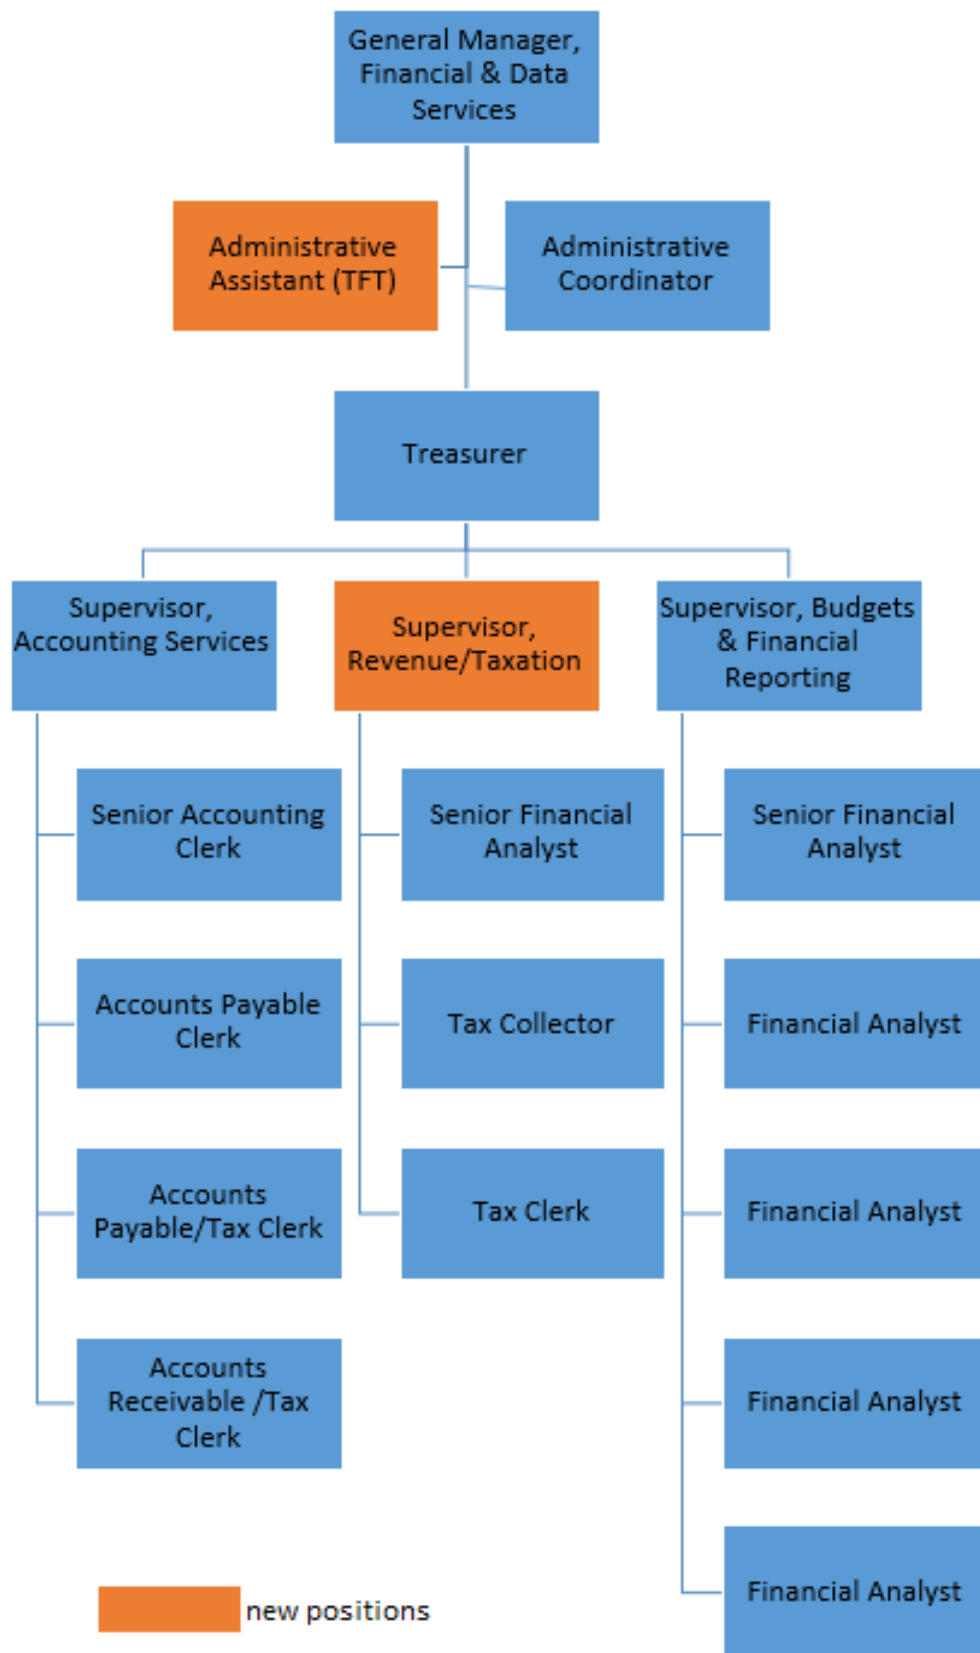 General Manager,
Financial & Data
Services
Administrative
Assistant (TFT)
Administrative
Coordinator
Treasurer
Supervisor,
Accounting Services
Supervisor,
Revenue/Taxation
Supervisor, Budgets
& Financial
Reporting
Senior Accounting
Clerk
Senior Financial
Analyst
Senior Financial
Analyst
Accounts Payable
Clerk
Tax Collector
Financial Analyst
Accounts
Payable/Tax Clerk
Tax Clerk
Financial Analyst
Accounts
Receivable /Tax
Clerk
Financial Analyst
Financial Analyst
new positions